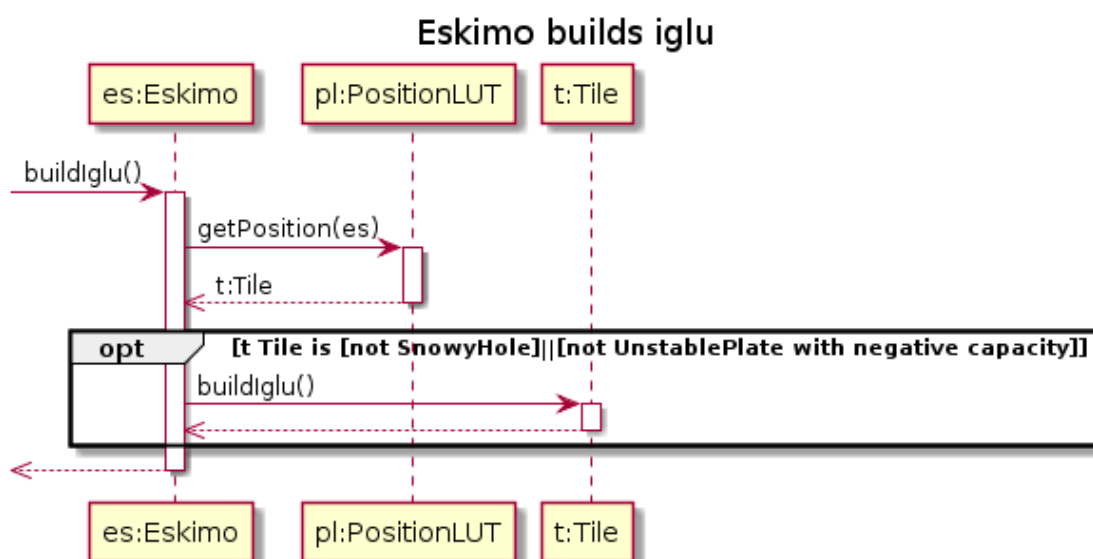 Eskimo builds iglu
es:Eskimo pl:PositionLUT t:Tile
buildIglu()
getPosition(es)
t:Tile
opt [t Tile is [not SnowyHole]||[not UnstablePlate with negative capacity]]
buildIglu()
es:Eskimo pl:PositionLUT t:Tile